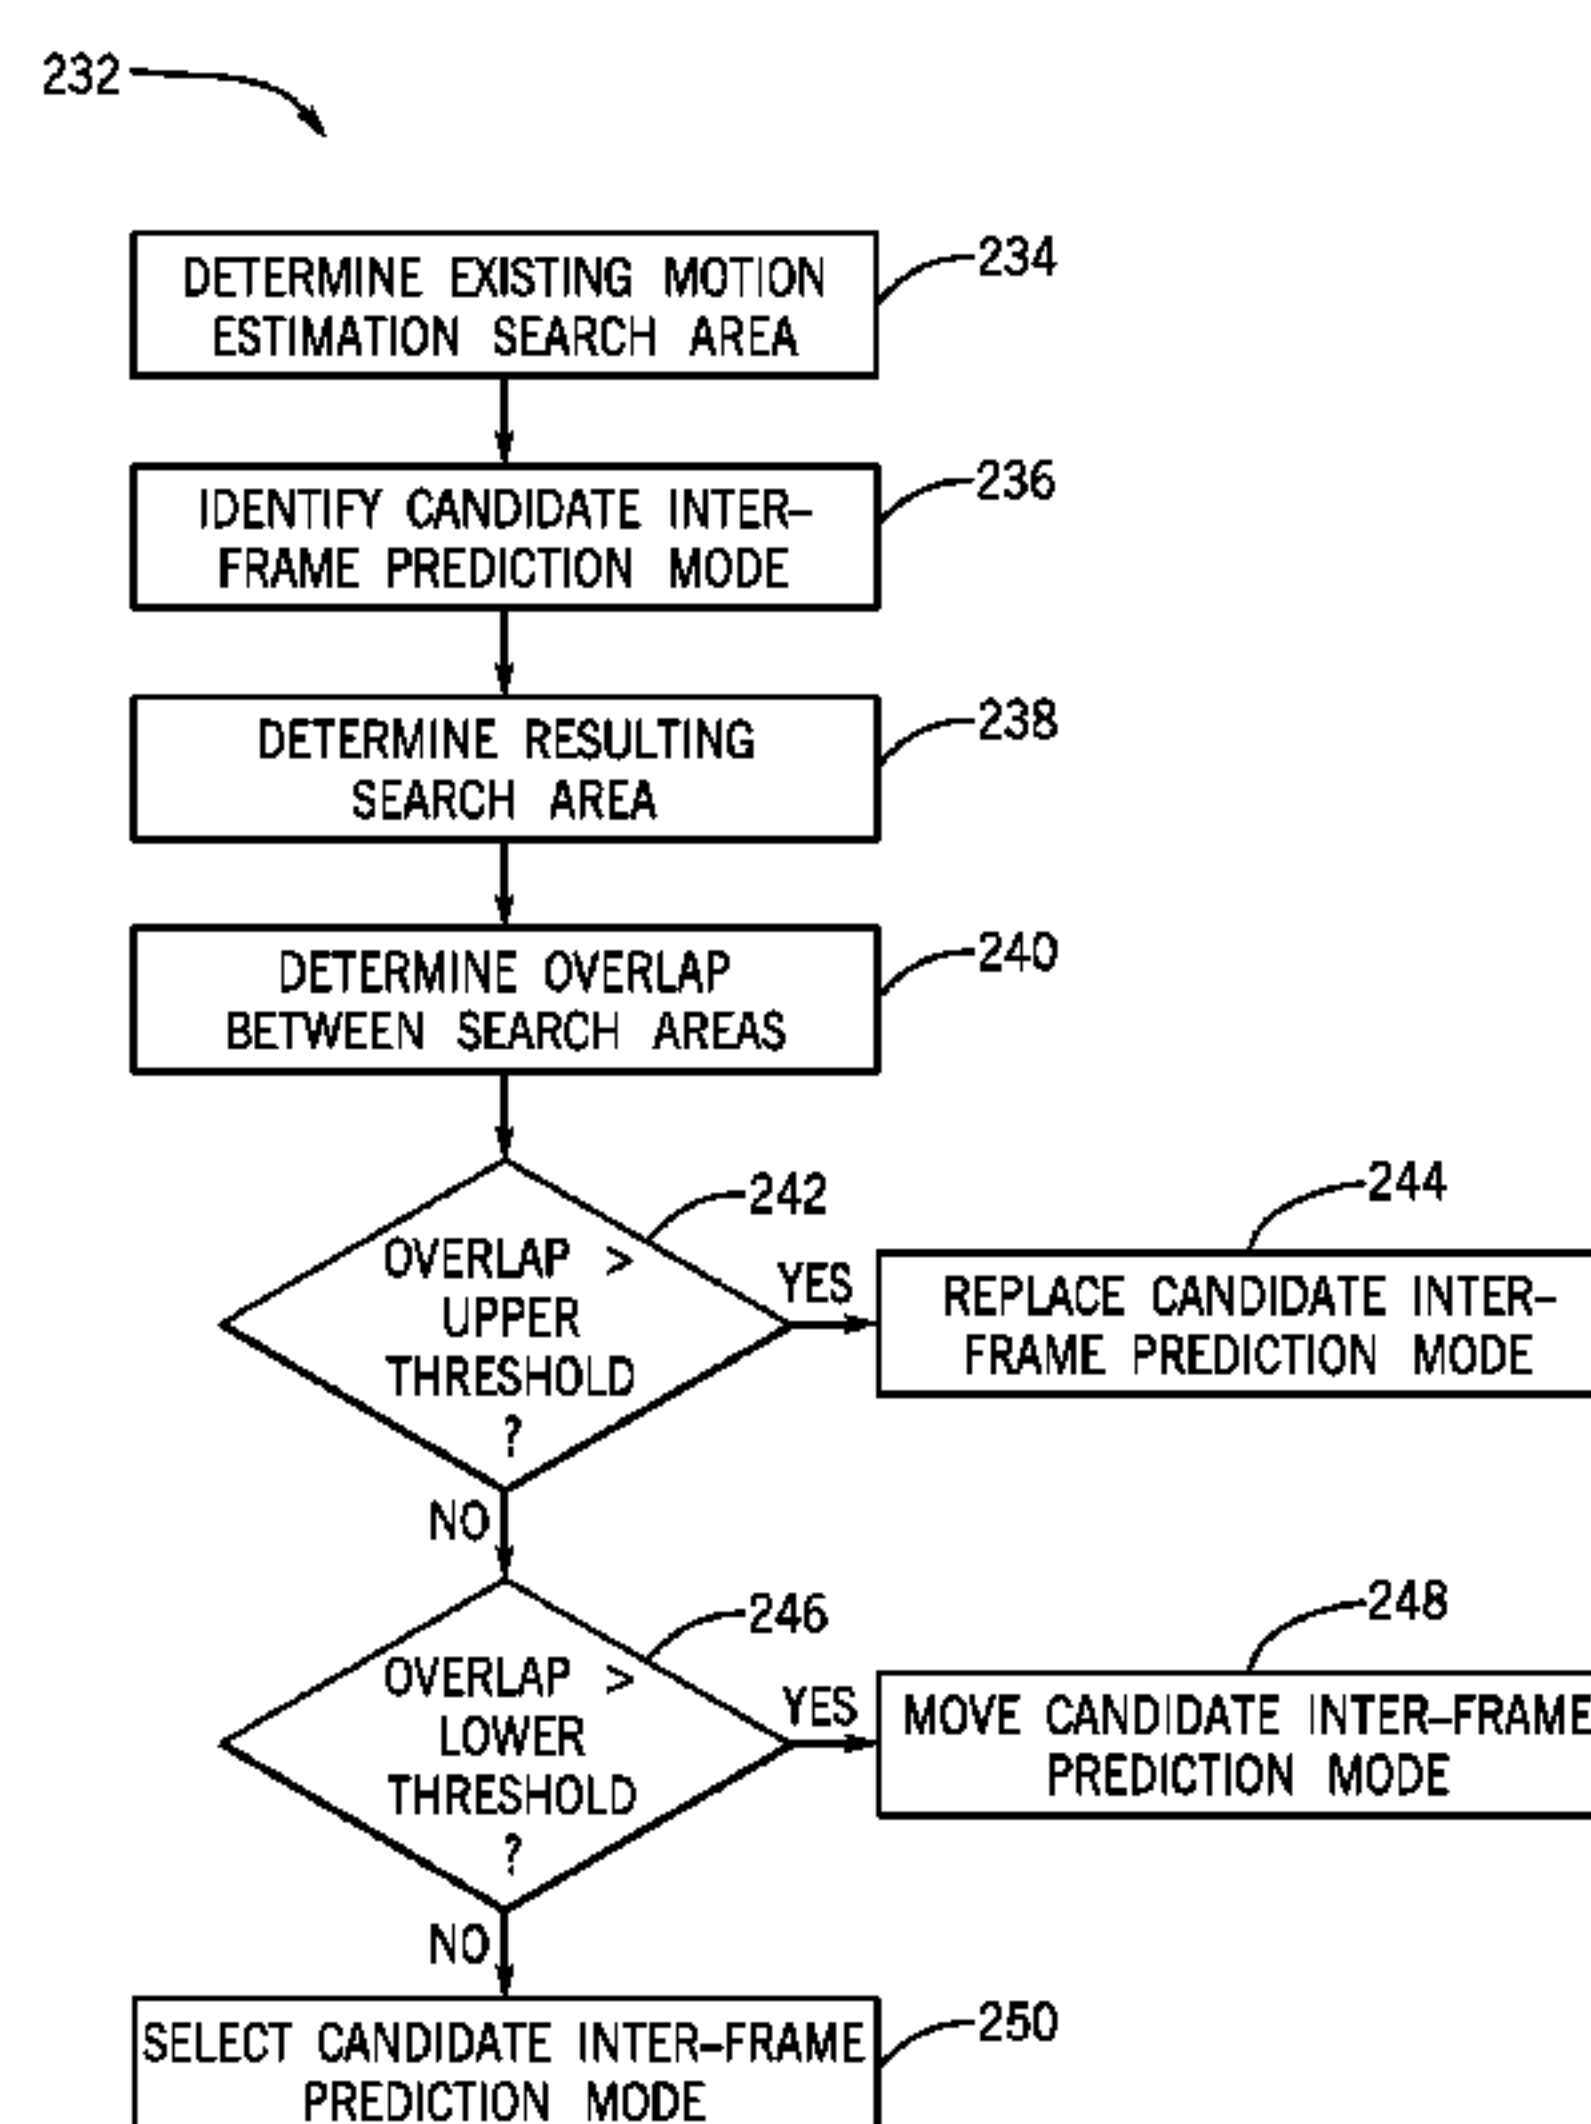 232
DETERMINE EXISTING MOTION
ESTIMATION SEARCH AREA
234
IDENTIFY CANDIDATE INTER-
FRAME PREDICTION MODE
236
DETERMINE RESULTING
SEARCH AREA
238
DETERMINE OVERLAP
BETWEEN SEARCH AREAS
240
OVERLAP >
UPPER
THRESHOLD
?
242
YES
244
REPLACE CANDIDATE INTER-
FRAME PREDICTION MODE
NO
OVERLAP >
LOWER
THRESHOLD
?
246
YES
248
MOVE CANDIDATE INTER-FRAME
PREDICTION MODE
NO
SELECT CANDIDATE INTER-FRAME
PREDICTION MODE
250